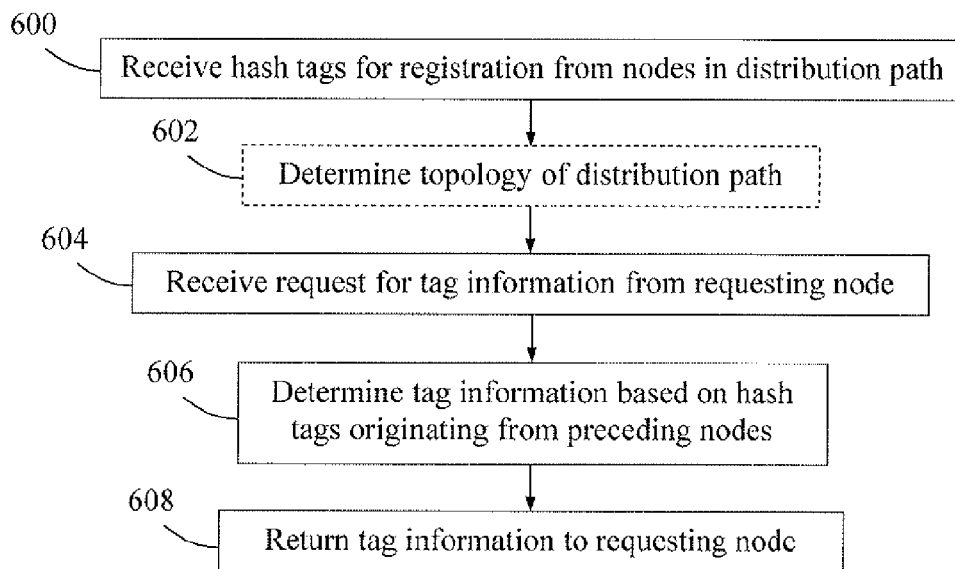 600
Receive hash tags for registration from nodes in distribution path
602
Determine topology of distribution path
604
Receive request for tag information from requesting node
606
Determine tag information based on hash
tags originating from preceding nodes
608
Return tag information to requesting node